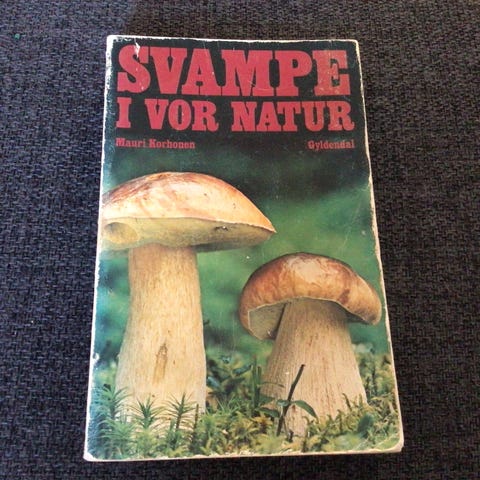 SVAMPE
I VOR NATUR
Mauri Korhonen Gyldendal